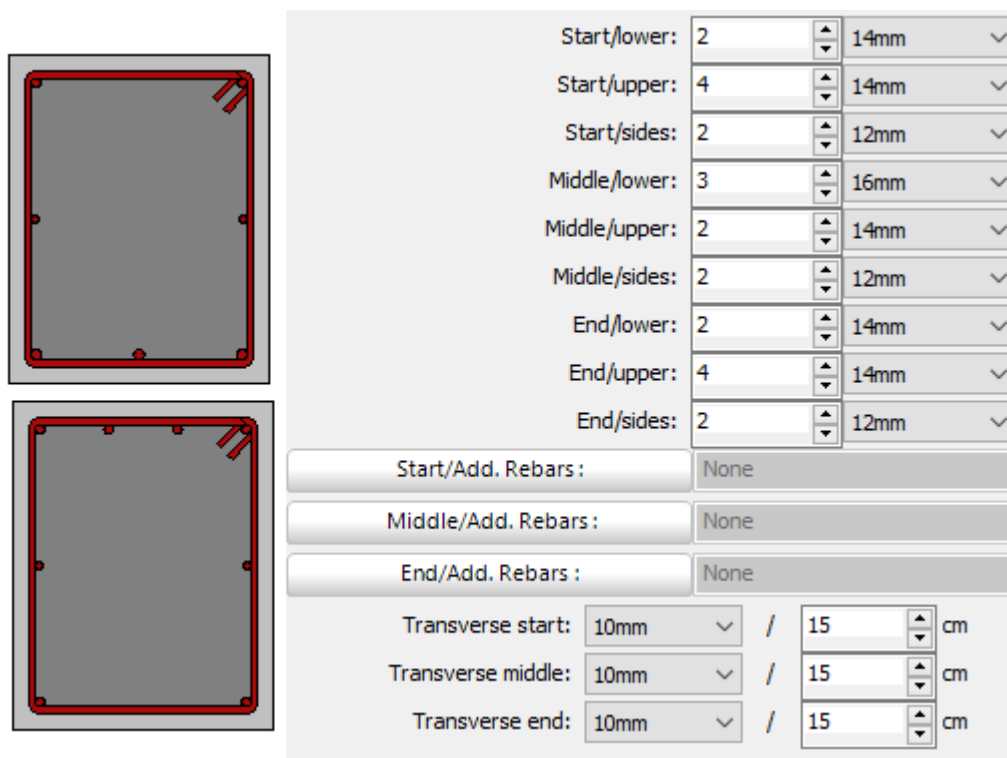 Start/lower: 2 14mm
Start/upper: 4 14mm
Start/sides: 2 12mm
Middle/lower: 3 16mm
Middle/upper: 2 14mm
Middle/sides: 2 12mm
End/lower: 2 14mm
End/upper: 4 14mm
End/sides: 2 12mm
Start/Add. Rebars : None
Middle/Add. Rebars : None
End/Add. Rebars : None
Transverse start: 10mm / 15 cm
Transverse middle: 10mm / 15 cm
Transverse end: 10mm / 15 cm